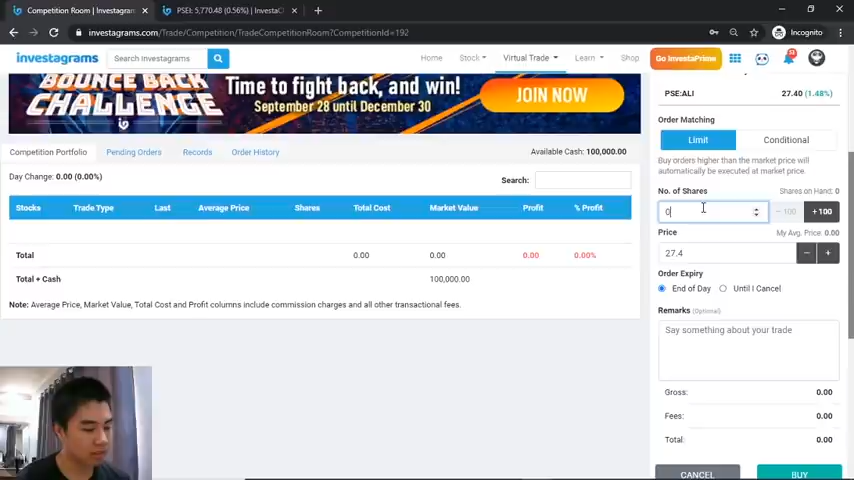 Competition Room | Investagrams
PSEi: 5,770.48 (0.56%) | InvestaC
investagrams.com/Trade/Competition/TradeCompetitionRoom?CompetitionId=192
Incognito
investagrams
Search Investagrams
Home
Stock
Virtual Trade
Learn
Shop
Go InvestaPrime
BOUNCE BACK
CHALLENGE
Time to fight back, and win!
September 28 until December 30
JOIN NOW
Competition Portfolio
Pending Orders
Records
Order History
Available Cash: 100,000.00
Day Change: 0.00 (0.00%)
Search:
Stocks Trade Type Last Average Price Shares Total Cost Market Value Profit % Profit
Total 0.00 0.00 0.00 0.00%
Total + Cash 100,000.00
Note: Average Price, Market Value, Total Cost and Profit columns include commission charges and all other transactional fees.
PSE:ALI 27.40 (1.48%)
Order Matching
Limit Conditional
Buy orders higher than the market price will
automatically be executed at market price.
No. of Shares Shares on Hand: 0
0 − 100 + 100
Price My Avg. Price: 0.00
27.4 − +
Order Expiry
End of Day Until I Cancel
Remarks (Optional)
Say something about your trade
Gross: 0.00
Fees: 0.00
Total: 0.00
CANCEL BUY